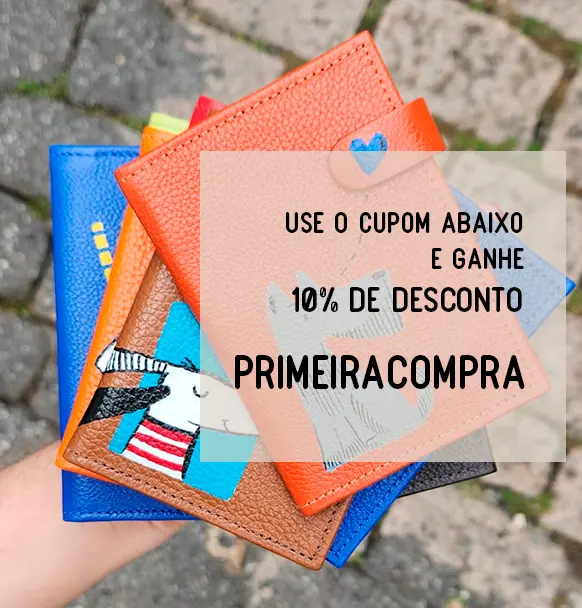 USE O CUPOM ABAIXO
E GANHE
10% DE DESCONTO
PRIMEIRACOMPRA